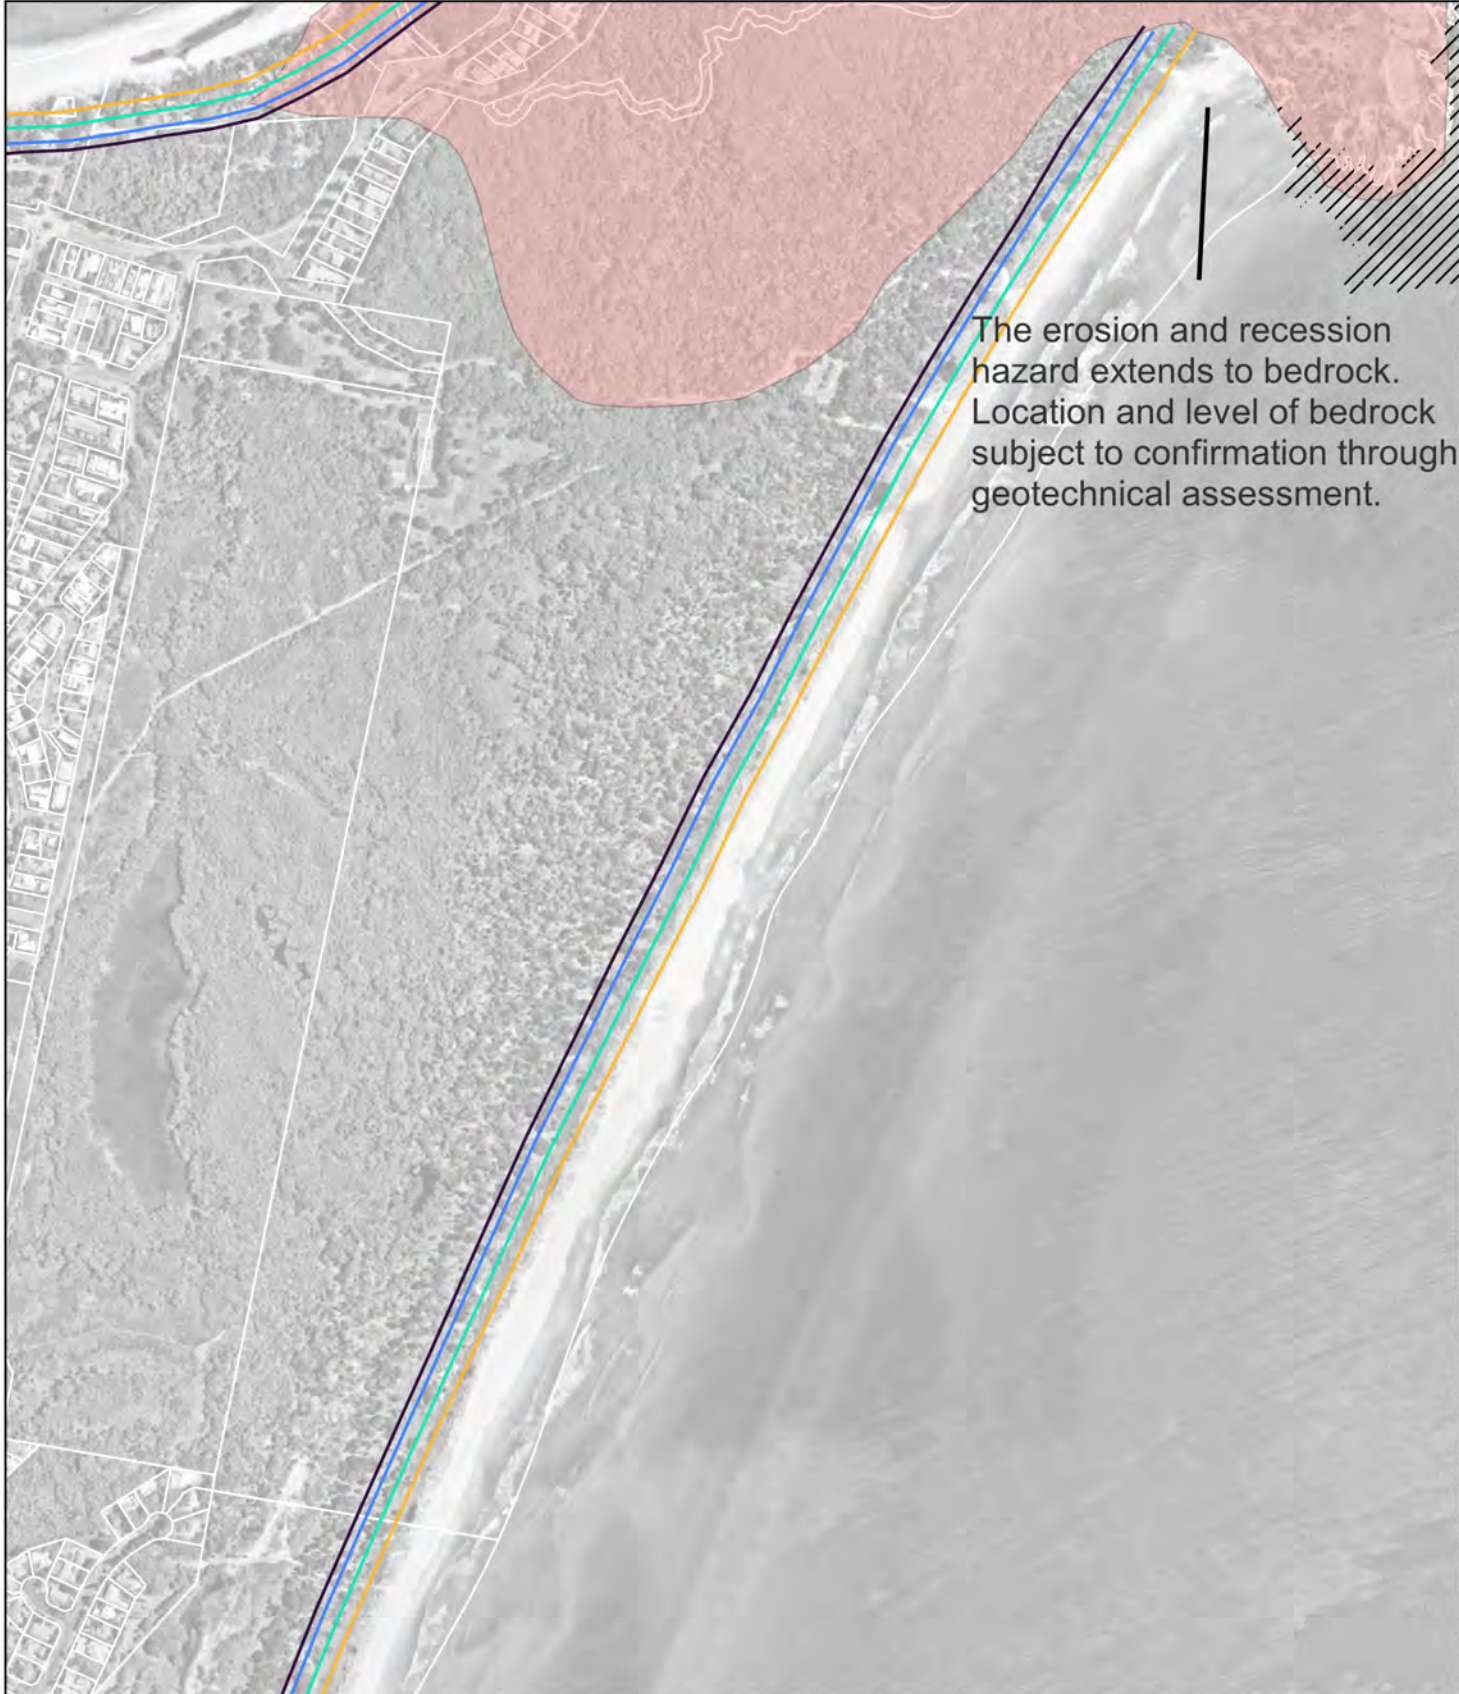 The erosion and recession
hazard extends to bedrock.
Location and level of bedrock
subject to confirmation through
geotechnical assessment.